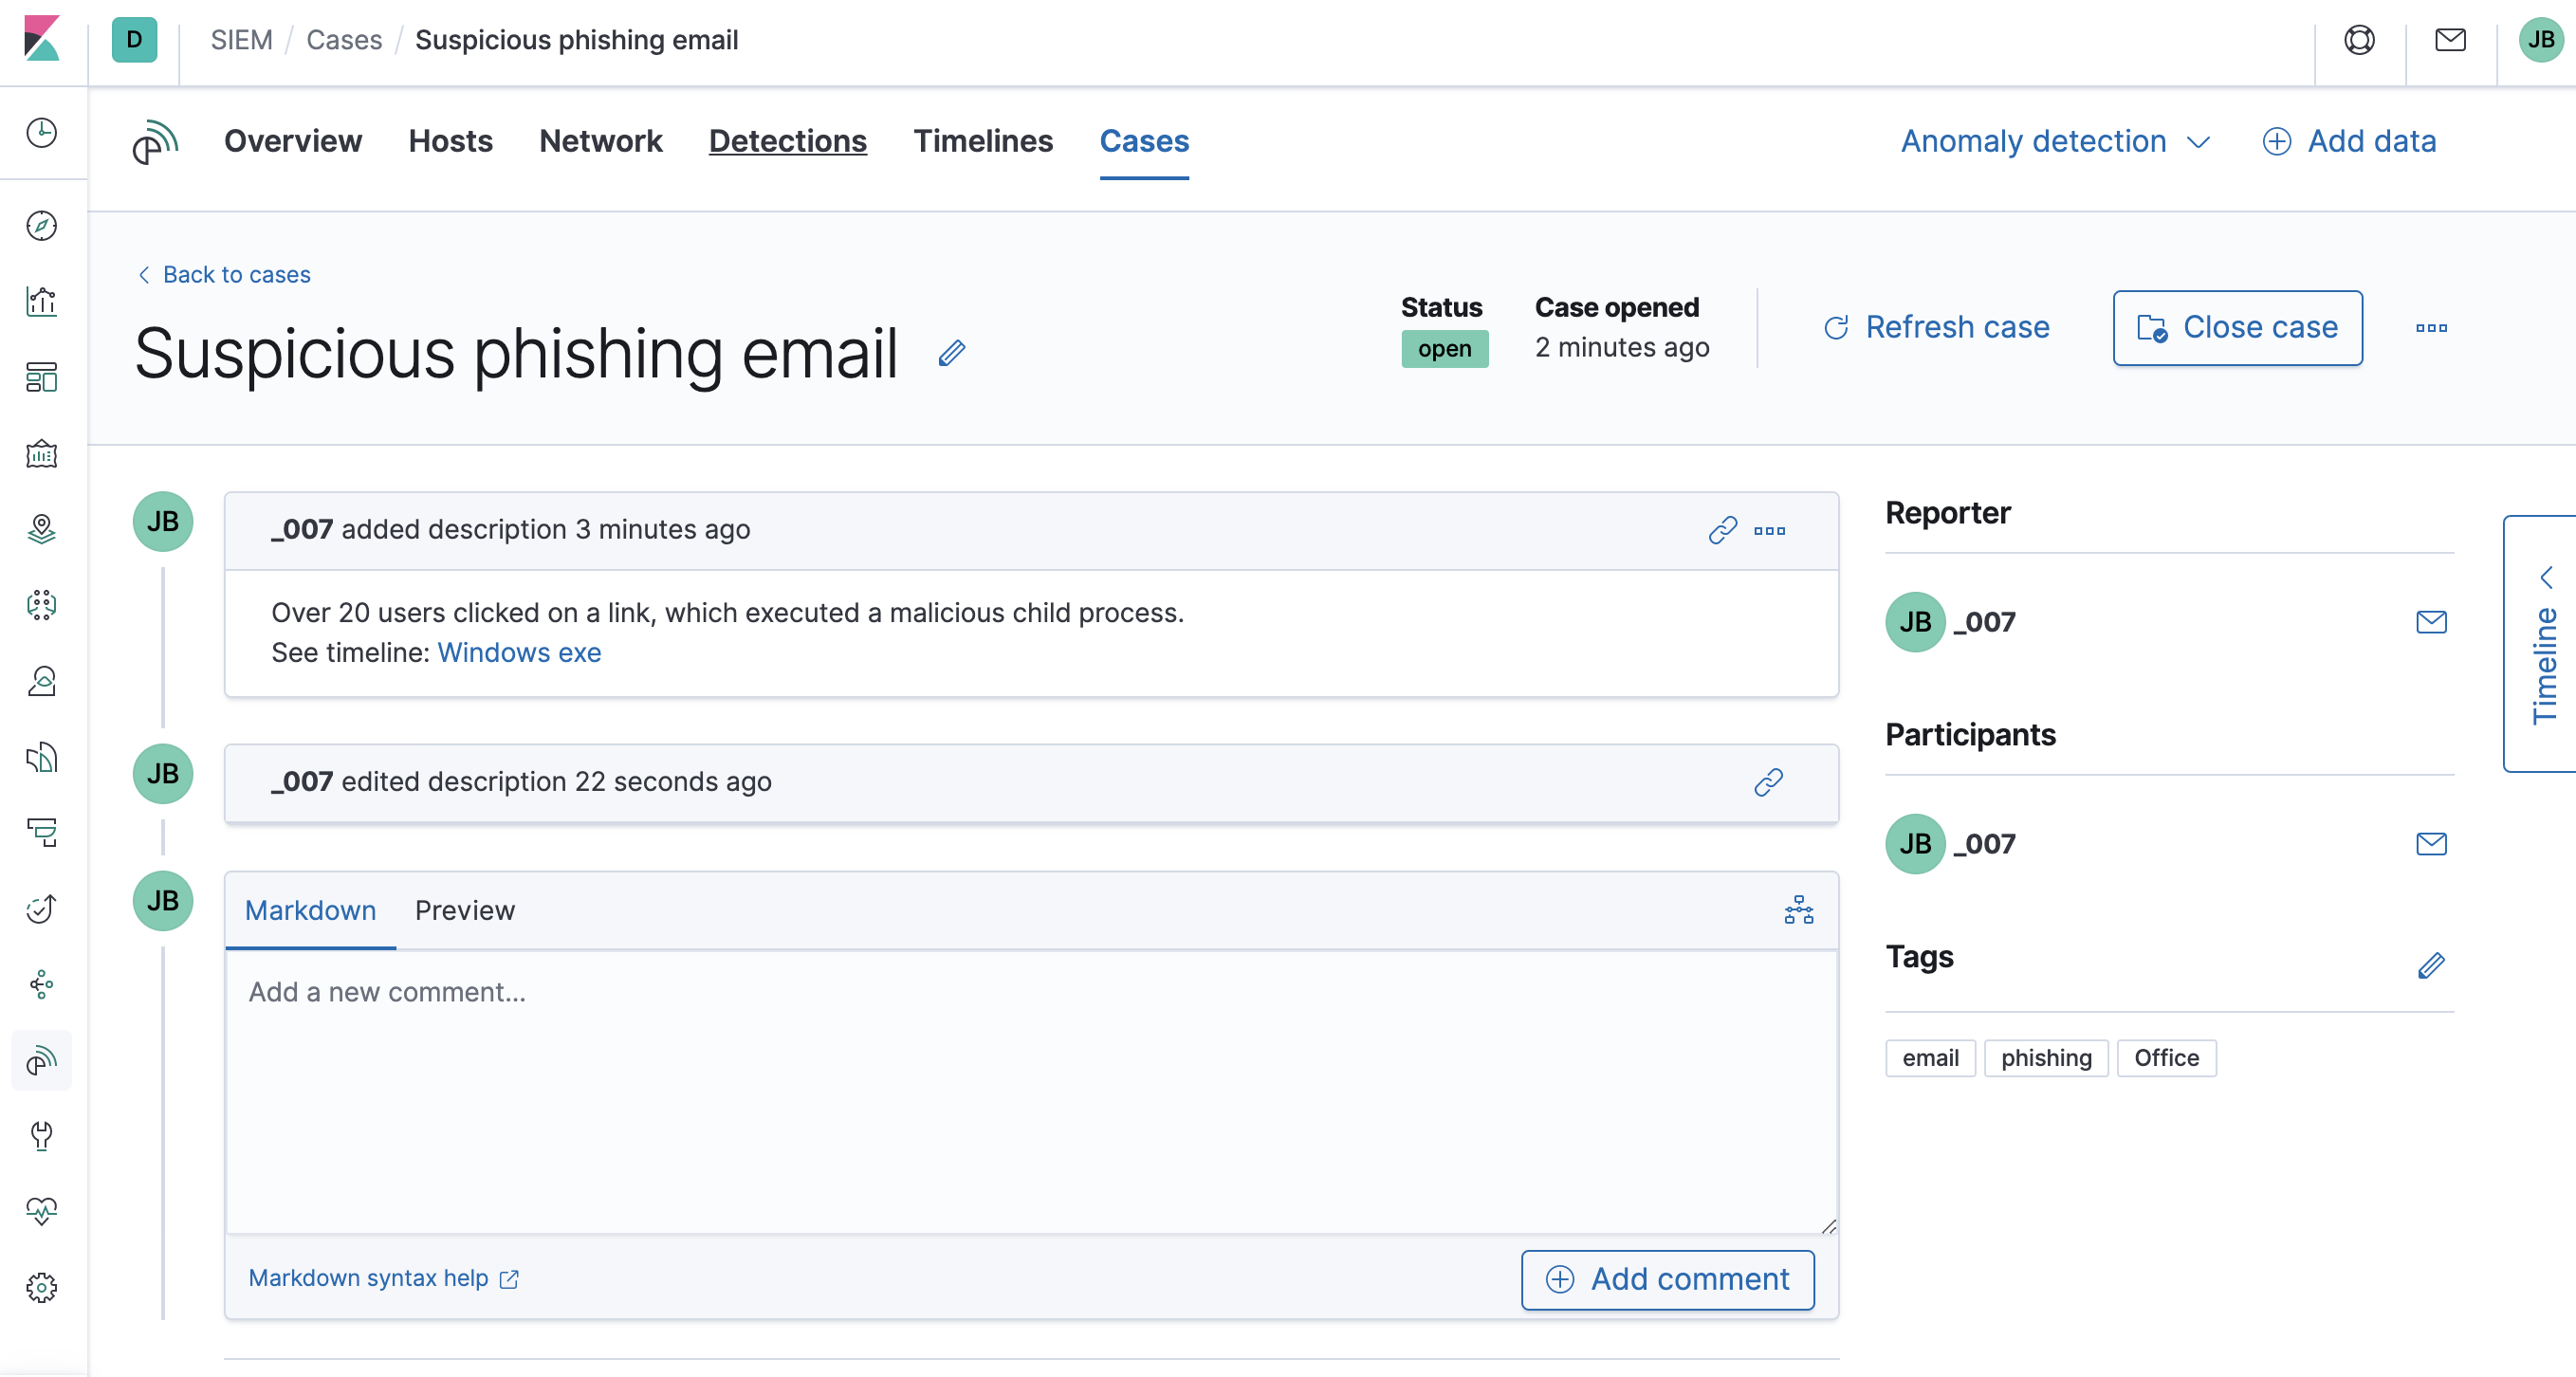 D
SIEM / Cases / Suspicious phishing email
JB
Overview Hosts Network Detections Timelines Cases
Anomaly detection
Add data
Back to cases
Suspicious phishing email
Status
open
Case opened
2 minutes ago
Refresh case
Close case
JB
_007 added description 3 minutes ago
Over 20 users clicked on a link, which executed a malicious child process.
See timeline: Windows exe
JB
_007 edited description 22 seconds ago
JB
Markdown Preview
Add a new comment...
Markdown syntax help
Add comment
Reporter
JB _007
Participants
JB _007
Tags
email phishing Office
Timeline